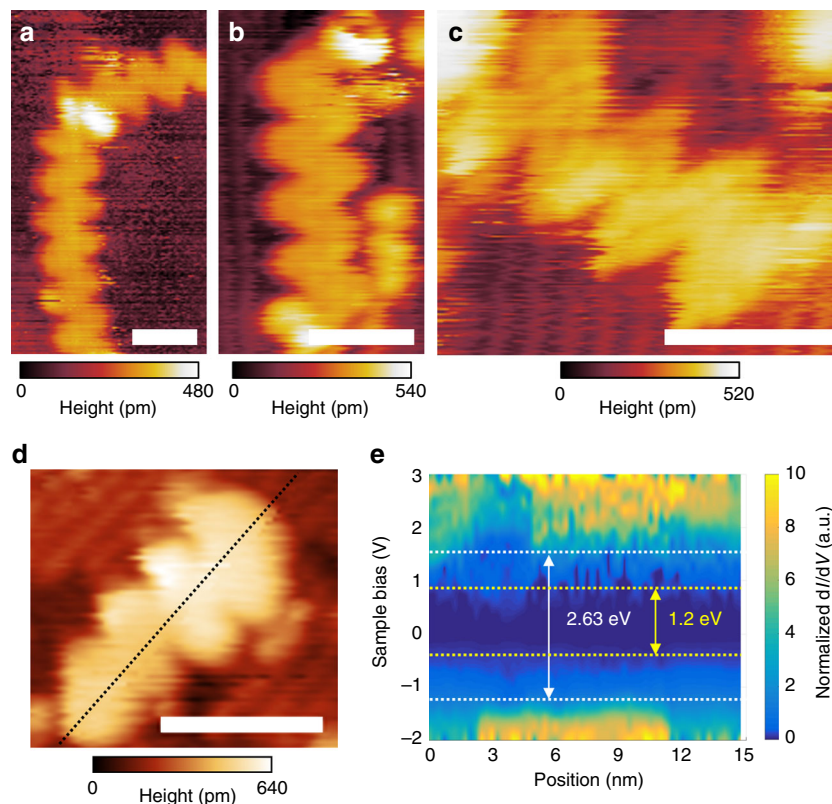 a
b
c
0
480
Height (pm)
0
540
Height (pm)
0
520
Height (pm)
d
0
640
Height (pm)
e
3
2
1
0
−1
−2
Sample bias (V)
2.63 eV
1.2 eV
0
3
6
9
12
15
Position (nm)
10
8
6
4
2
0
Normalized dI/dV (a.u.)